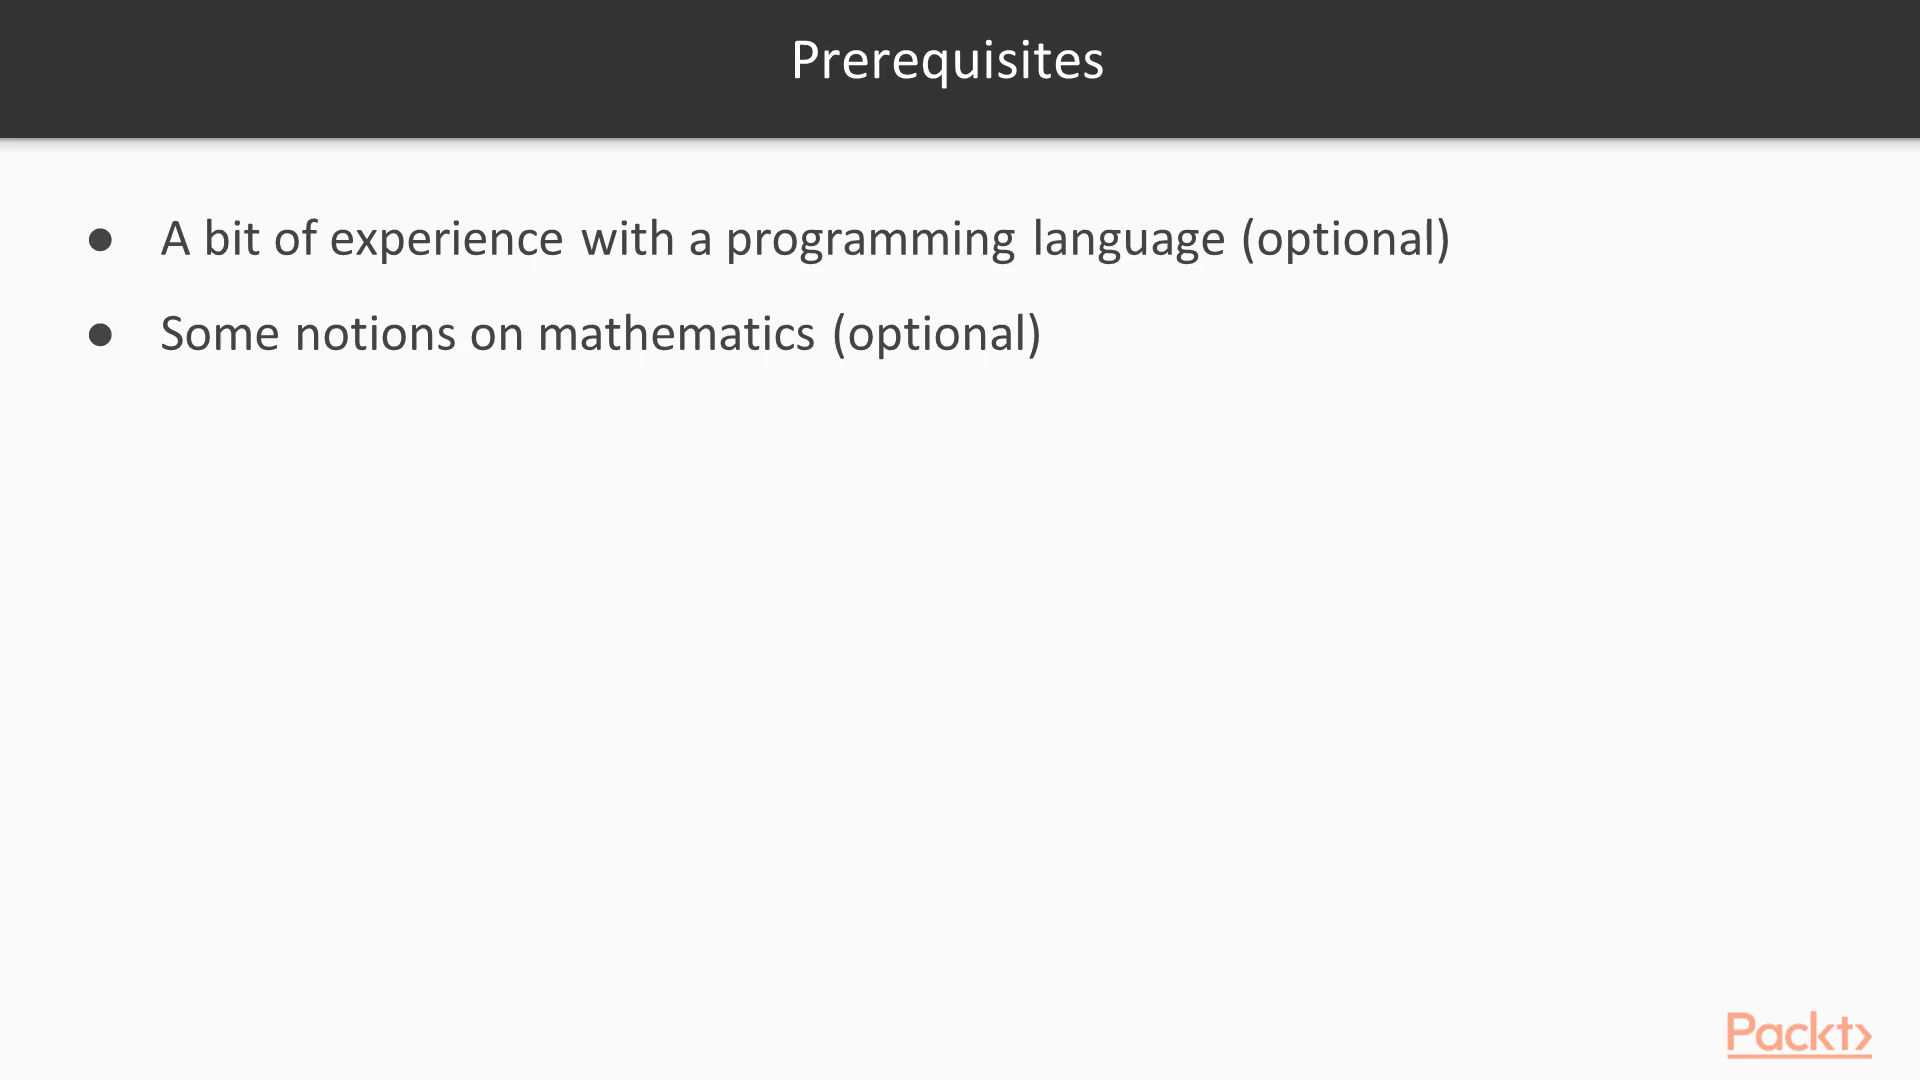 Prerequisites
● A bit of experience with a programming language (optional)
● Some notions on mathematics (optional)
Packt>